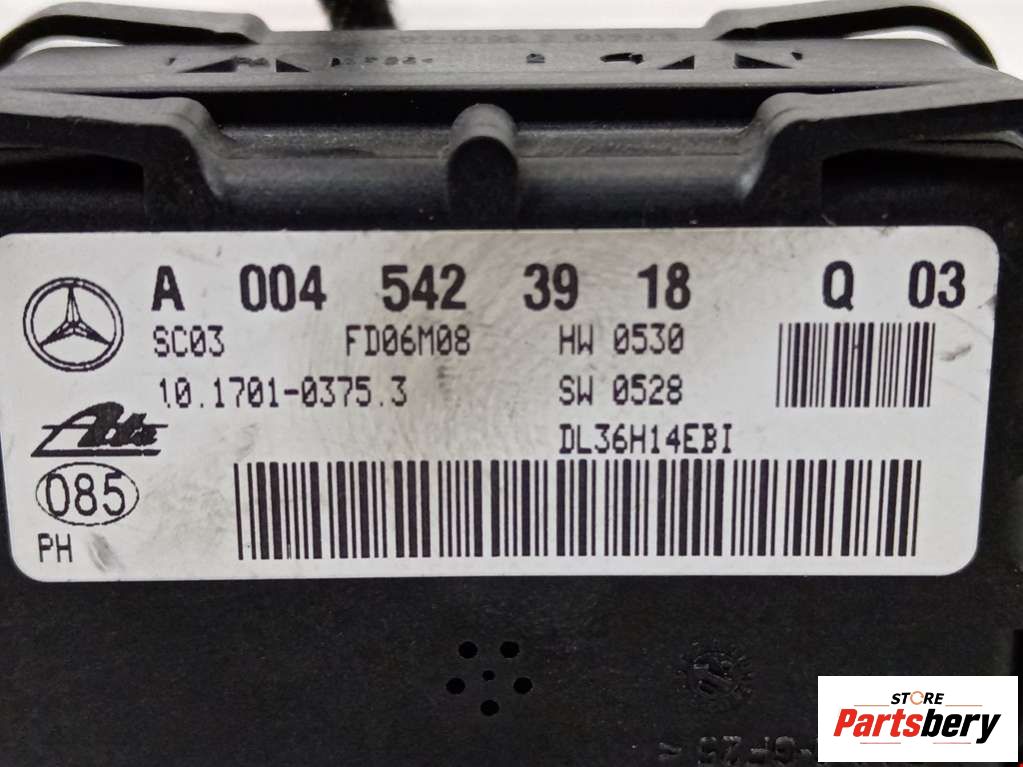 A 004 542 39 18 Q 03
SC03 FD06M08 HW 0530
10.1701-0375.3 SW 0528
Ate DL36H14EBI
085
PH
STORE
Partsbery